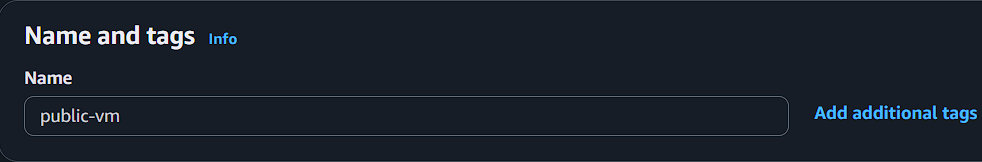 Name and tags Info
Name
public-vm
Add additional tags